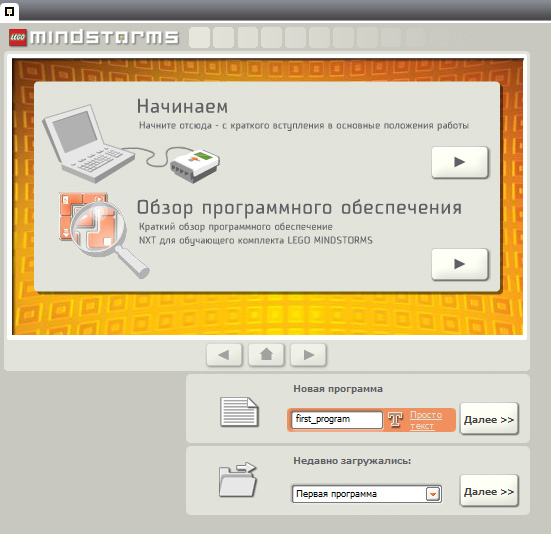 LEGO mindstorms
Начинаем
Начните отсюда - с краткого вступления в основные положения работы
Обзор программного обеспечения
Краткий обзор программного обеспечение
NXT для обучающего комплекта LEGO MINDSTORMS
Новая программа
first_program
T
Просто
текст
Далее >>
Недавно загружались:
Первая программа
Далее >>